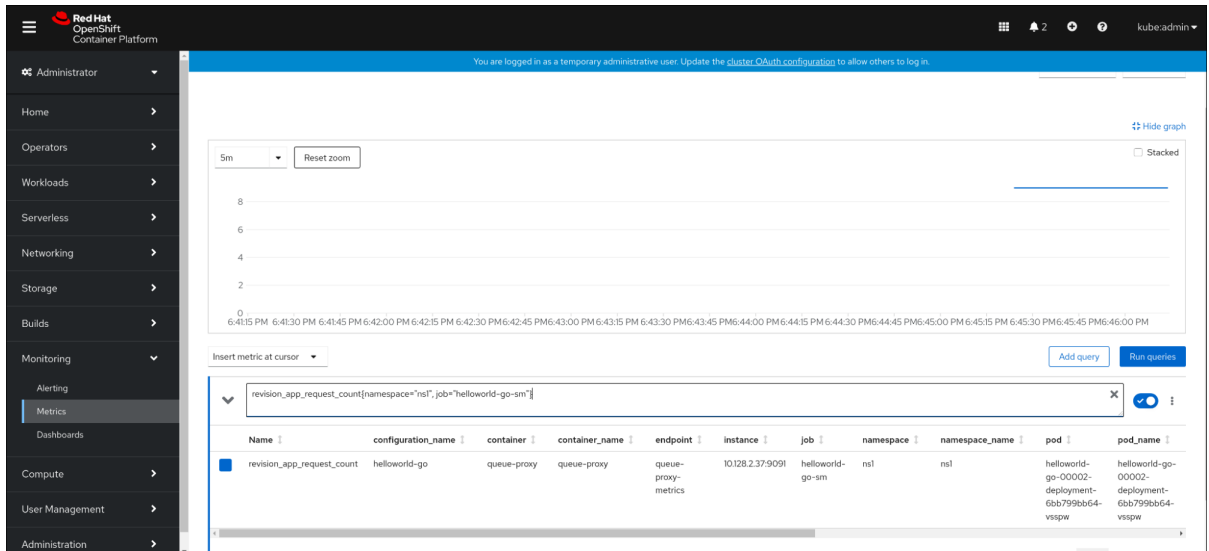 Red Hat
OpenShift
Container Platform
2
kube:admin
Administrator
You are logged in as a temporary administrative user. Update the cluster OAuth configuration to allow others to log in.
Home
Operators
Workloads
Serverless
Networking
Storage
Builds
Monitoring
Alerting
Metrics
Dashboards
Compute
User Management
Administration
Hide graph
5m
Reset zoom
Stacked
8
6
4
2
0
6:41:15 PM 6:41:30 PM 6:41:45 PM 6:42:00 PM 6:42:15 PM 6:42:30 PM 6:42:45 PM 6:43:00 PM 6:43:15 PM 6:43:30 PM 6:43:45 PM 6:44:00 PM 6:44:15 PM 6:44:30 PM 6:44:45 PM 6:45:00 PM 6:45:15 PM 6:45:30 PM 6:45:45 PM 6:46:00 PM
Insert metric at cursor
Add query
Run queries
revision_app_request_count{namespace="ns1", job="helloworld-go-sm"}
Name configuration_name container container_name endpoint instance job namespace namespace_name pod pod_name
revision_app_request_count helloworld-go queue-proxy queue-proxy queue- 10.128.2.37:9091 helloworld- ns1 ns1 helloworld- helloworld-go-
proxy- go-sm go-00002- 00002-
metrics deployment- deployment-
6bb799bb64- 6bb799bb64-
vsspw vsspw